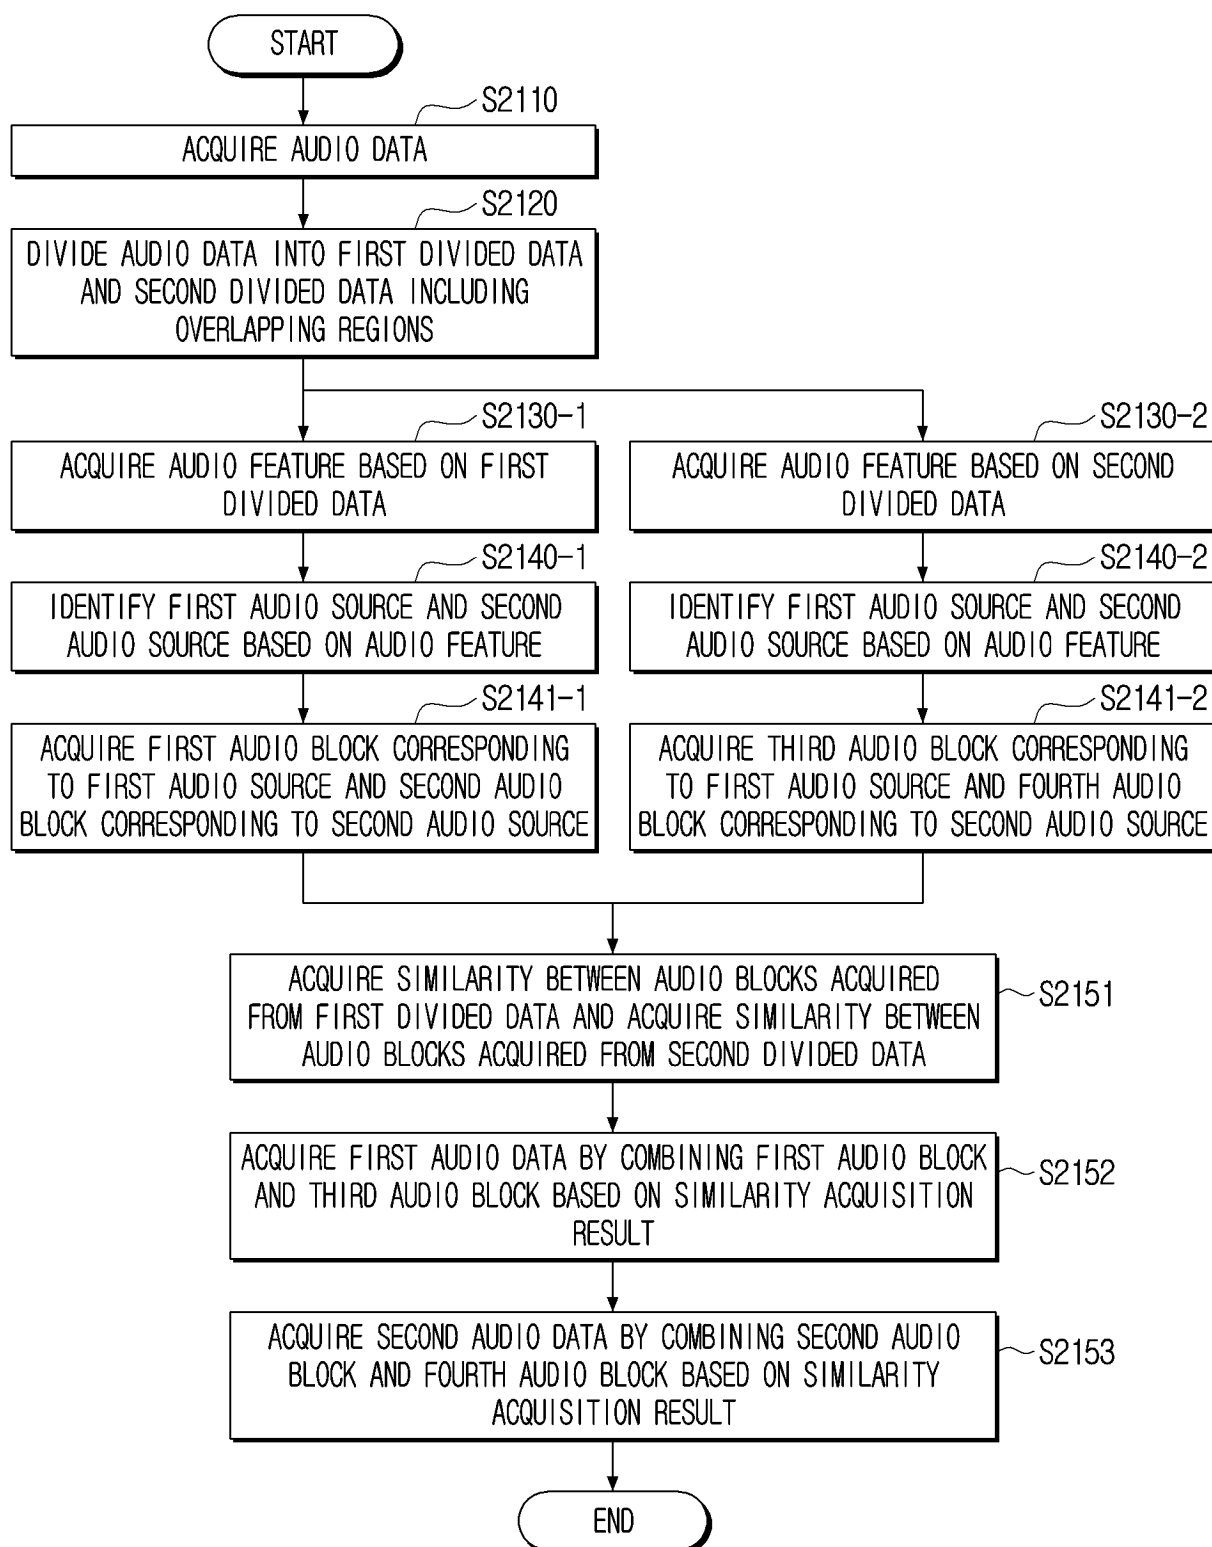 START
S2110
ACQUIRE AUDIO DATA
S2120
DIVIDE AUDIO DATA INTO FIRST DIVIDED DATA
AND SECOND DIVIDED DATA INCLUDING
OVERLAPPING REGIONS
S2130-1
ACQUIRE AUDIO FEATURE BASED ON FIRST
DIVIDED DATA
S2130-2
ACQUIRE AUDIO FEATURE BASED ON SECOND
DIVIDED DATA
S2140-1
IDENTIFY FIRST AUDIO SOURCE AND SECOND
AUDIO SOURCE BASED ON AUDIO FEATURE
S2140-2
IDENTIFY FIRST AUDIO SOURCE AND SECOND
AUDIO SOURCE BASED ON AUDIO FEATURE
S2141-1
ACQUIRE FIRST AUDIO BLOCK CORRESPONDING
TO FIRST AUDIO SOURCE AND SECOND AUDIO
BLOCK CORRESPONDING TO SECOND AUDIO SOURCE
S2141-2
ACQUIRE THIRD AUDIO BLOCK CORRESPONDING
TO FIRST AUDIO SOURCE AND FOURTH AUDIO
BLOCK CORRESPONDING TO SECOND AUDIO SOURCE
ACQUIRE SIMILARITY BETWEEN AUDIO BLOCKS ACQUIRED
FROM FIRST DIVIDED DATA AND ACQUIRE SIMILARITY BETWEEN
AUDIO BLOCKS ACQUIRED FROM SECOND DIVIDED DATA
S2151
ACQUIRE FIRST AUDIO DATA BY COMBINING FIRST AUDIO BLOCK
AND THIRD AUDIO BLOCK BASED ON SIMILARITY ACQUISITION
RESULT
S2152
ACQUIRE SECOND AUDIO DATA BY COMBINING SECOND AUDIO
BLOCK AND FOURTH AUDIO BLOCK BASED ON SIMILARITY
ACQUISITION RESULT
S2153
END